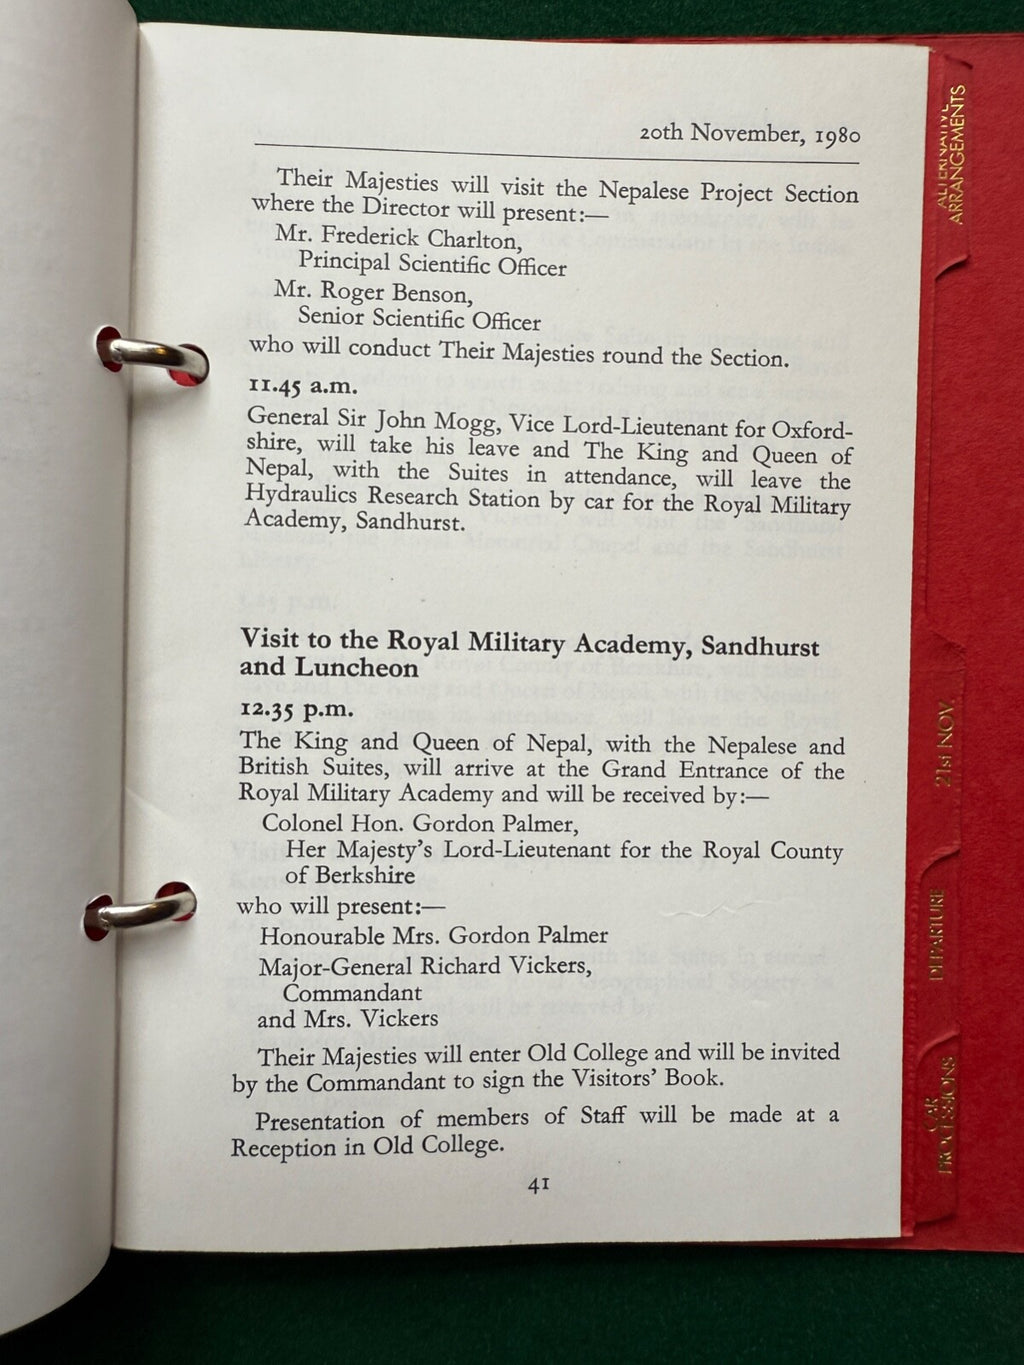 20th November, 1980
Their Majesties will visit the Nepalese Project Section
where the Director will present:—
Mr. Frederick Charlton,
Principal Scientific Officer
Mr. Roger Benson,
Senior Scientific Officer
who will conduct Their Majesties round the Section.
11.45 a.m.
General Sir John Mogg, Vice Lord-Lieutenant for Oxford-
shire, will take his leave and The King and Queen of
Nepal, with the Suites in attendance, will leave the
Hydraulics Research Station by car for the Royal Military
Academy, Sandhurst.
Visit to the Royal Military Academy, Sandhurst
and Luncheon
12.35 p.m.
The King and Queen of Nepal, with the Nepalese and
British Suites, will arrive at the Grand Entrance of the
Royal Military Academy and will be received by:—
Colonel Hon. Gordon Palmer,
Her Majesty's Lord-Lieutenant for the Royal County
of Berkshire
who will present:—
Honourable Mrs. Gordon Palmer
Major-General Richard Vickers,
Commandant
and Mrs. Vickers
Their Majesties will enter Old College and will be invited
by the Commandant to sign the Visitors' Book.
Presentation of members of Staff will be made at a
Reception in Old College.
41
ALTERNATIVE
ARRANGEMENTS
21st NOV.
DEPARTURE
CAR
PROCESSIONS